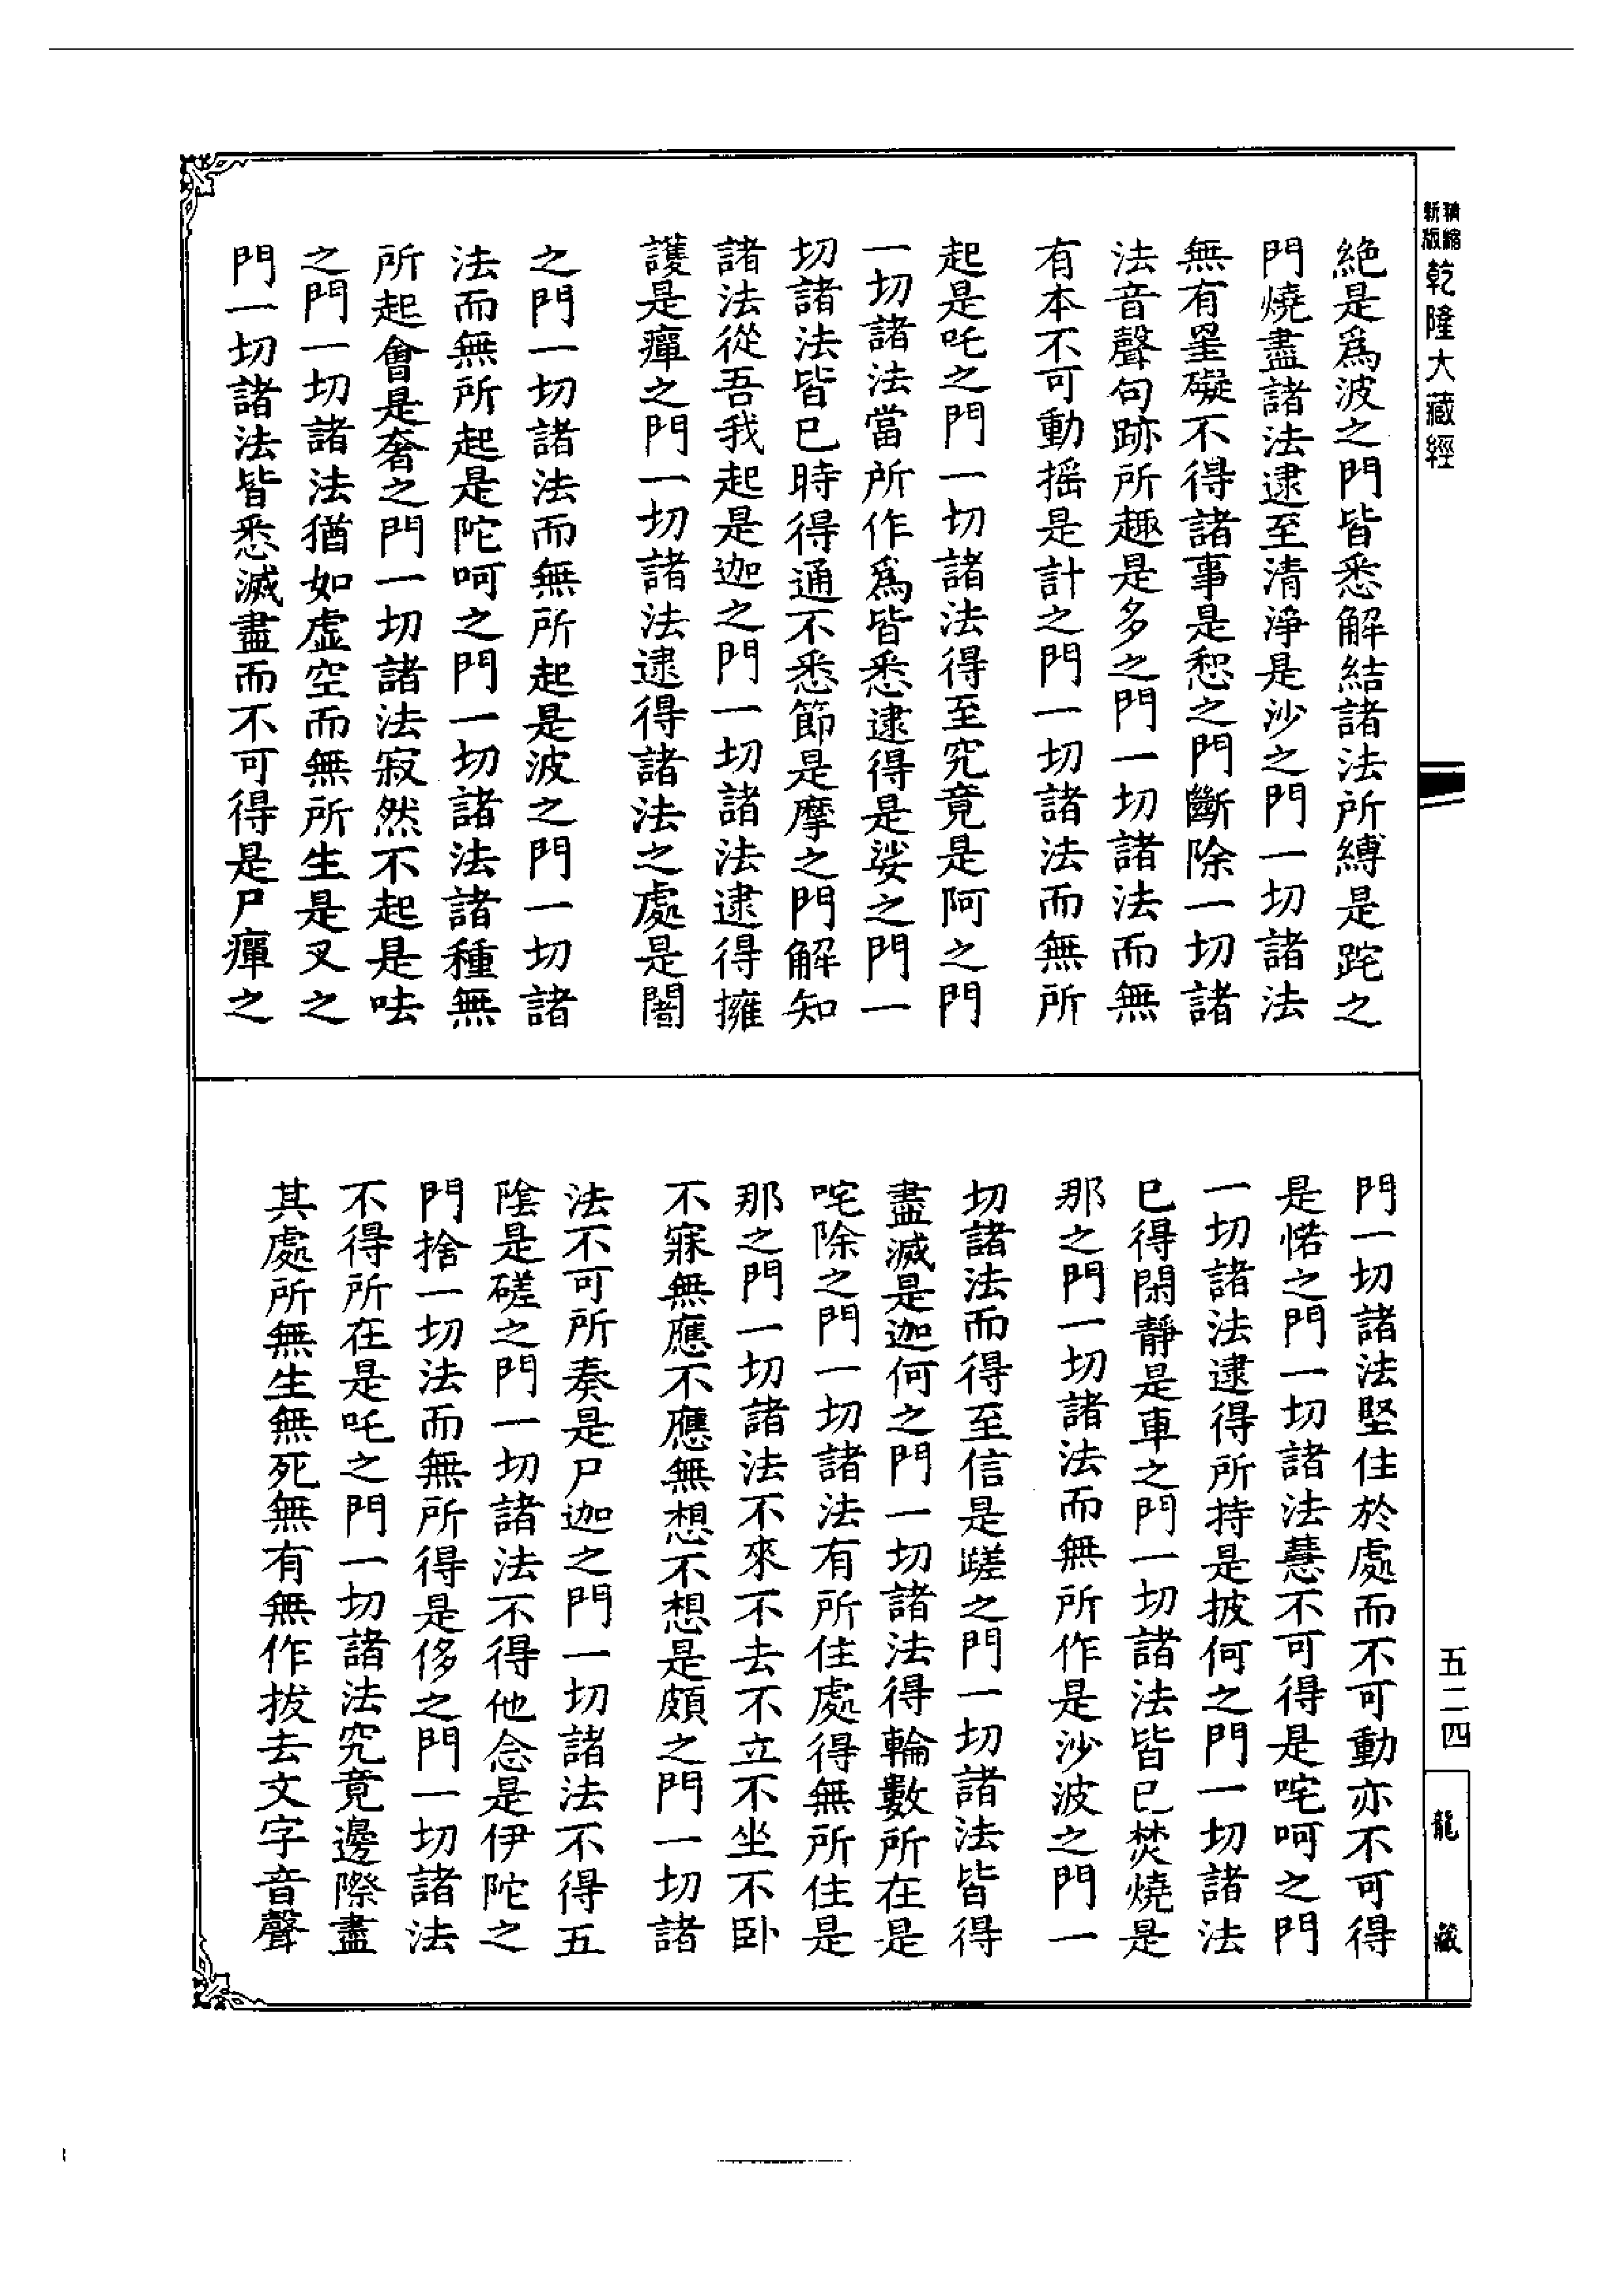 精縮
新版
乾隆大藏經
絶是爲波之門皆悉解結諸法所縛是跎之
門燒盡諸法逮至清淨是沙之門一切諸法
無有罣礙不得諸事是惒之門斷除一切諸
法音聲句跡所趣是多之門一切諸法而無
有本不可動摇是計之門一切諸法而無所
起是吒之門一切諸法得至究竟是阿之門
一切諸法當所作爲皆悉逮得是娑之門一
切諸法皆已時得通不悉節是摩之門解知
諸法從吾我起是迦之門一切諸法逮得擁
護是癉之門一切諸法逮得諸法之處是闍
之門一切諸法而無所起是波之門一切諸
法而無所起是陀呵之門一切諸法諸種無
所起會是奢之門一切諸法寂然不起是呿
之門一切諸法猶如虚空而無所生是叉之
門一切諸法皆悉滅盡而不可得是尸癉之
門一切諸法堅住於處而不可動亦不可得
是惹之門一切諸法慧不可得是咤呵之門
一切諸法逮得所持是披何之門一切諸法
已得閑靜是車之門一切諸法皆已焚燒是
那之門一切諸法而無所作是沙波之門一
切諸法而得至信是蹉之門一切諸法皆得
盡滅是迦何之門一切諸法得輪數所在是
咤除之門一切諸法有所住處得無所住是
那之門一切諸法不來不去不立不坐不卧
不寐無應不應無想不想是頗之門一切諸
法不可所奏是尸迦之門一切諸法不得五
陰是磋之門一切諸法不得他念是伊陀之
門捨一切法而無所得是侈之門一切諸法
不得所在是吒之門一切諸法究竟邊際盡
其處所無生無死無有無作拔去文字音聲
五二四
龍藏